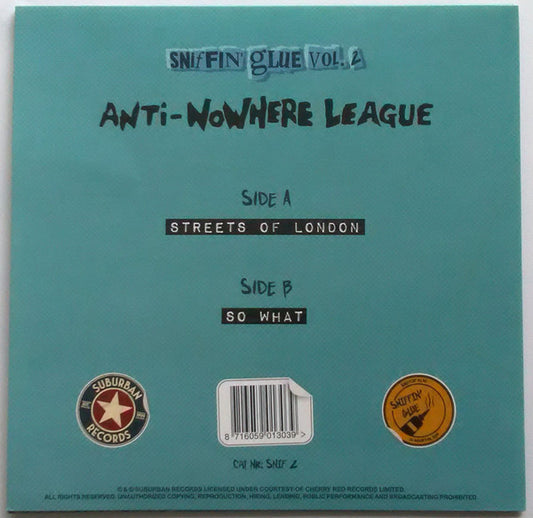 SNiFFiN' gLUE VOL. 2
ANTi-NoWHERE LEAGUE
SIDE A
STREETS OF LONDON
SIDE B
SO WHAT
SUBURBAN
RECORDS
SNIFFIN'
GLUE
8 716059 013039 >
CAT NR: SNIF 2
℗ & © SUBURBAN RECORDS LICENSED UNDER COURTESY OF CHERRY RED RECORDS LIMITED.
ALL RIGHTS RESERVED. UNAUTHORIZED COPYING, REPRODUCTION, HIRING, LENDING, PUBLIC PERFORMANCE AND BROADCASTING PROHIBITED.